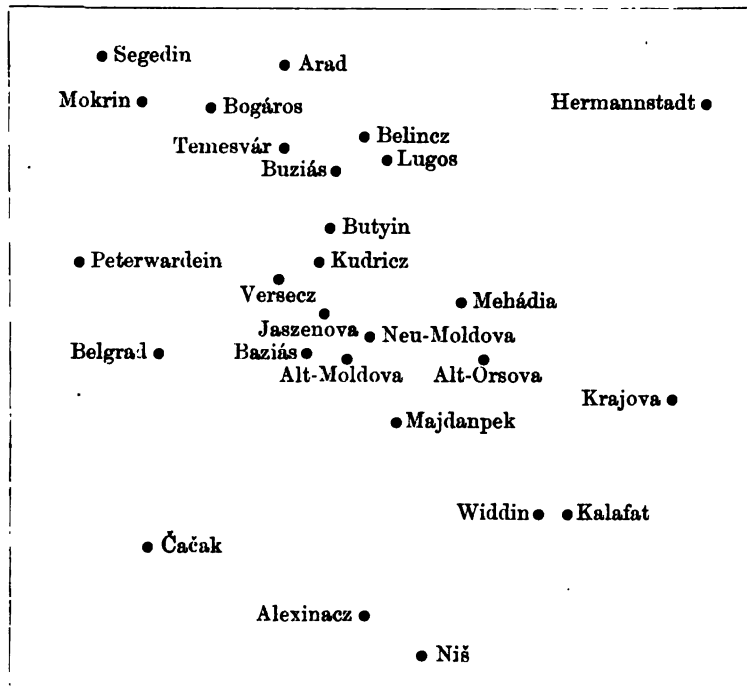 Segedin
Arad
Mokrin
Bogáros
Hermannstadt
Belincz
Temesvár
Lugos
Buziás
Butyin
Peterwardein
Kudricz
Versecz
Mehádia
Jaszenova
Neu-Moldova
Belgrad
Baziás
Alt-Moldova
Alt-Orsova
Krajova
Majdanpek
Widdin
Kalafat
Čačak
Alexinacz
Niš